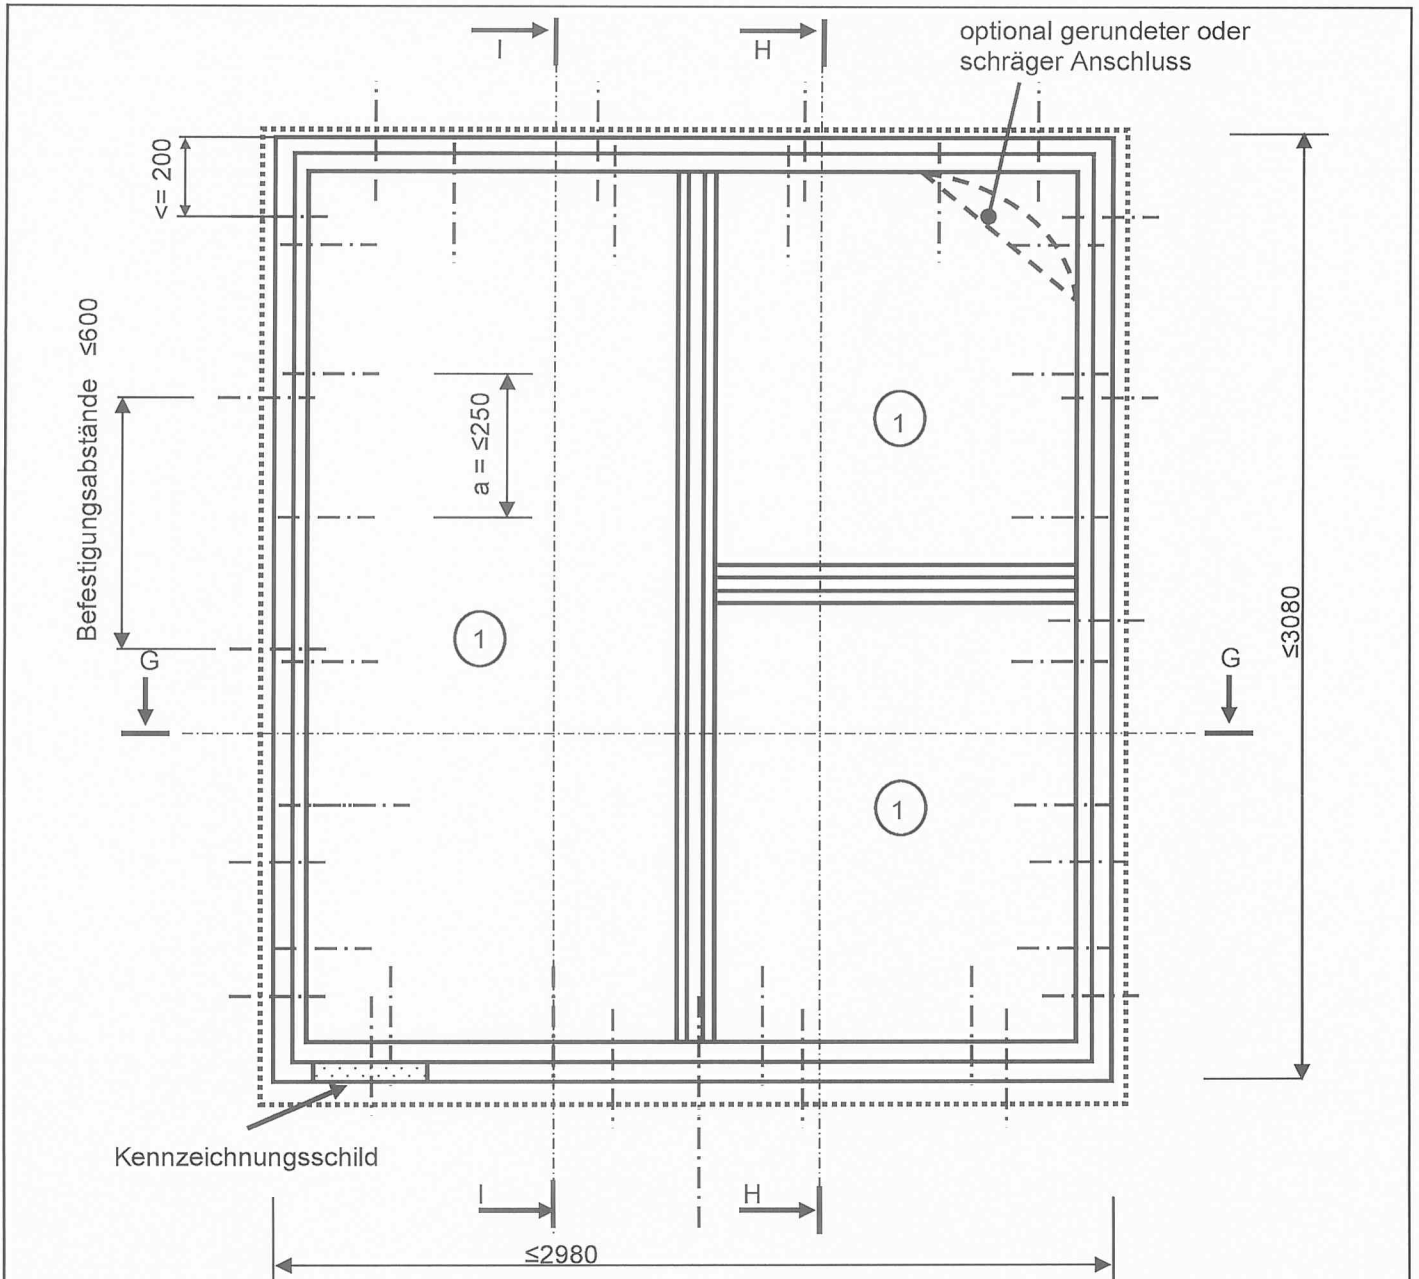 I
H
optional gerundeter oder
schräger Anschluss
<= 200
Befestigungsabstände ≤600
a = ≤250
1
1
≤3080
G
G
1
Kennzeichnungsschild
I
H
≤2980